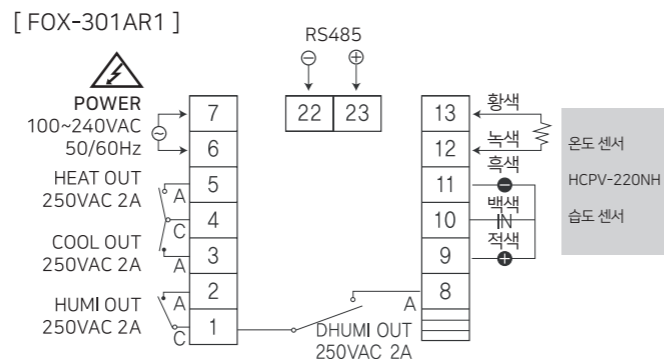 [ FOX-301AR1 ]
RS485
⊖ ⊕
22 23
POWER
100~240VAC
50/60Hz
HEAT OUT
250VAC 2A
COOL OUT
250VAC 2A
HUMI OUT
250VAC 2A
7
6
5
4
3
2
1
A
C
A
A
C
DHUMI OUT
250VAC 2A
A
13
12
11
10
9
8
황색
녹색
흑색
백색
IN
적색
온도 센서
HCPV-220NH
습도 센서